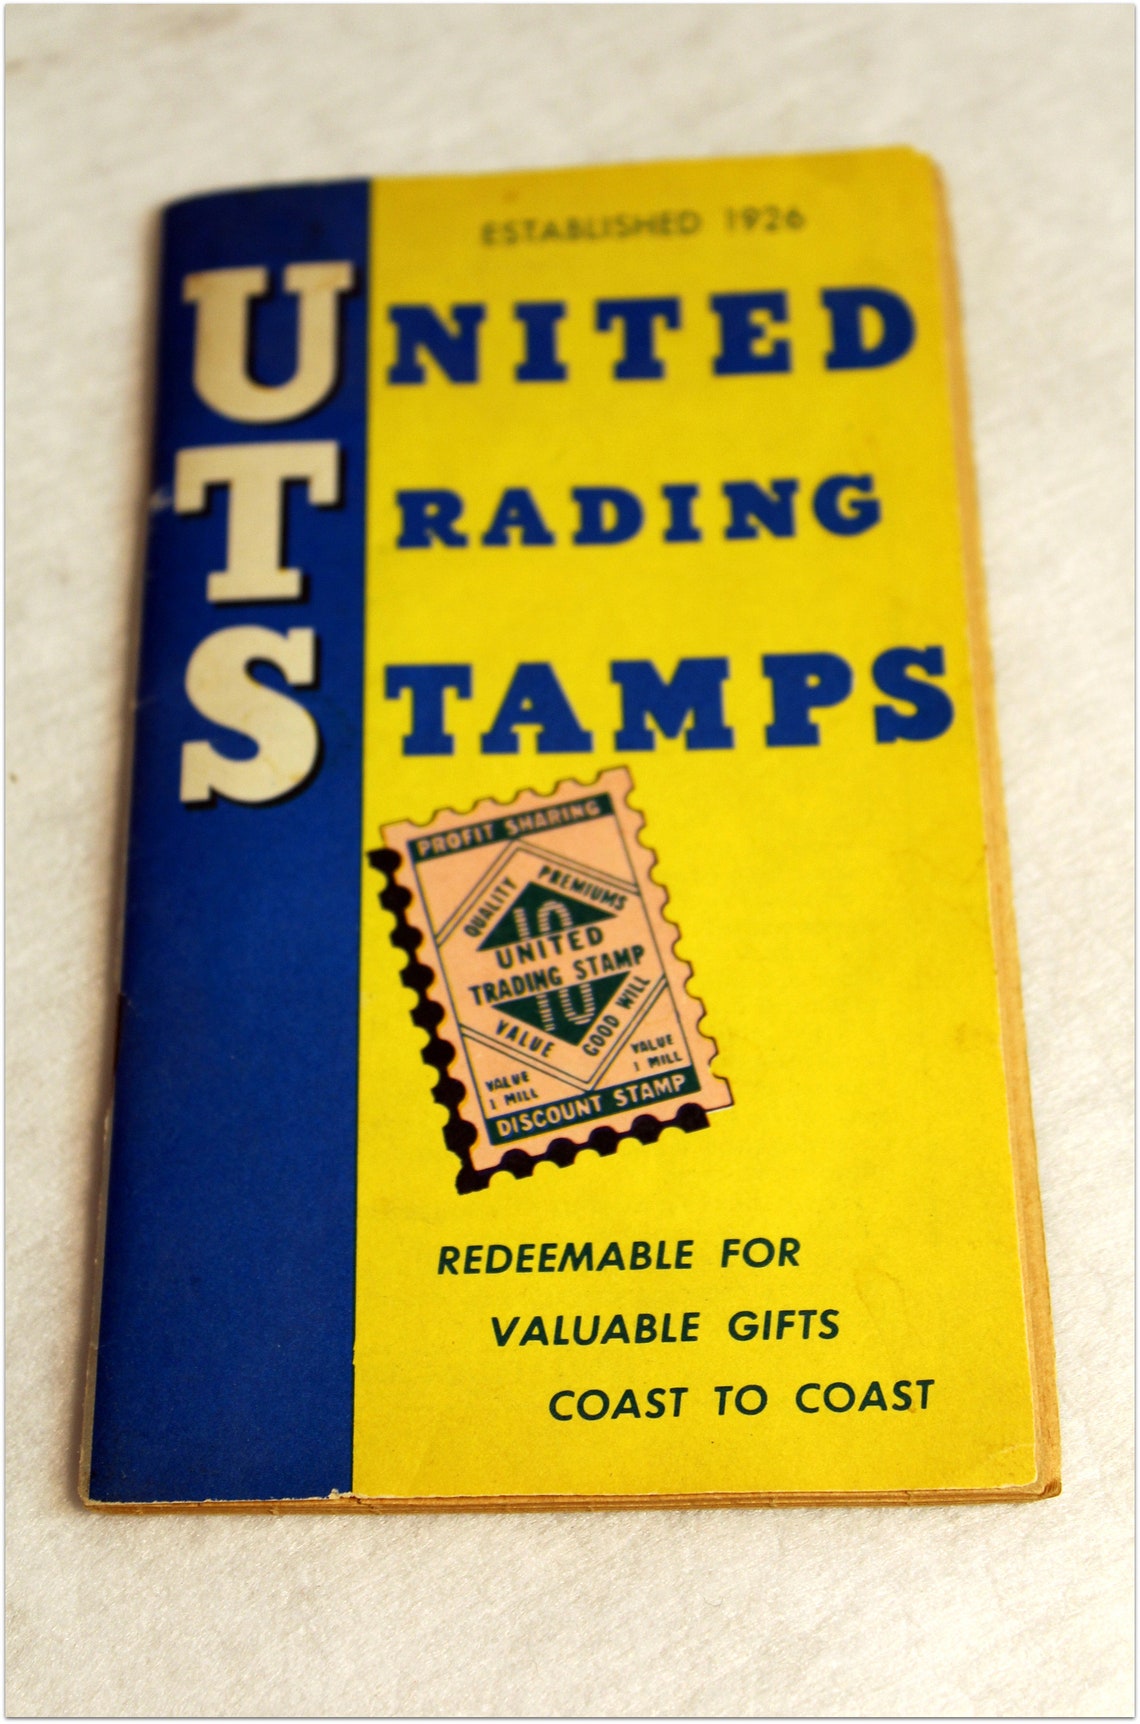 ESTABLISHED 1926
UNITED
TRADING
STAMPS
PROFIT SHARING
QUALITY PREMIUMS
10
UNITED
TRADING STAMP
10
VALUE GOOD WILL
VALUE
1 MILL
VALUE
1 MILL
DISCOUNT STAMP
REDEEMABLE FOR
VALUABLE GIFTS
COAST TO COAST